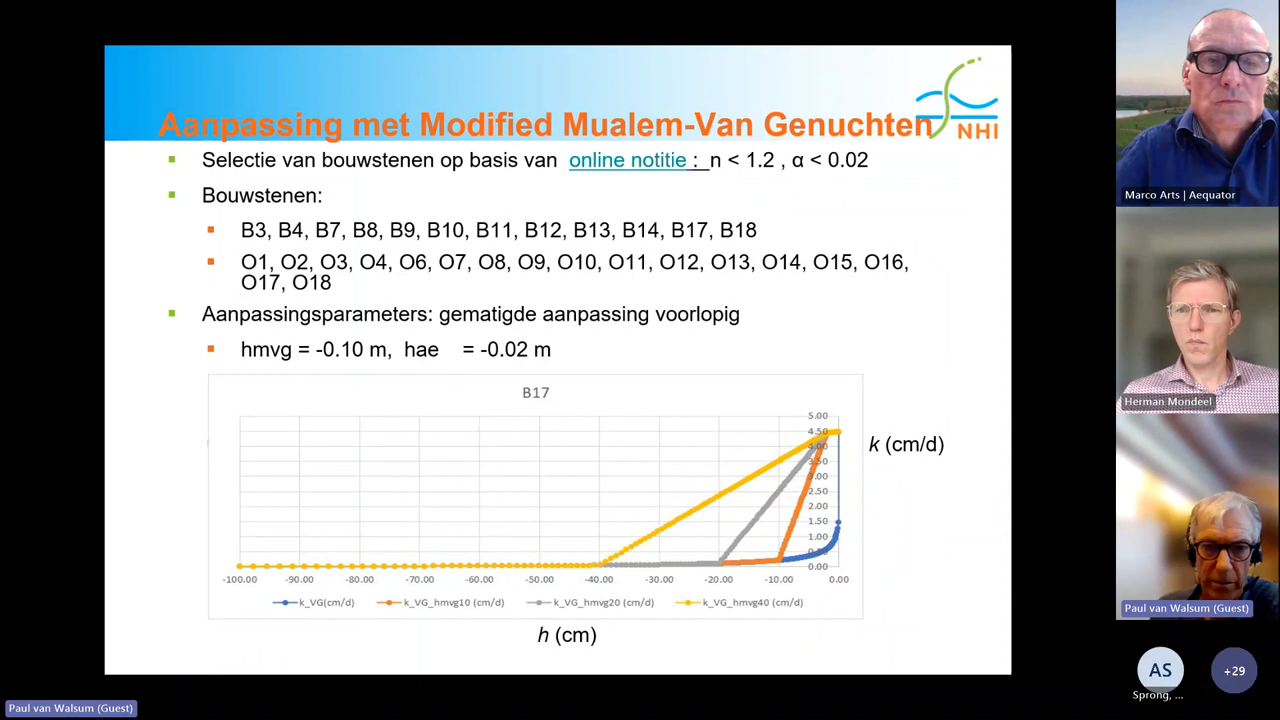 Aanpassing met Modified Mualem-Van Genuchten
NHI
Selectie van bouwstenen op basis van online notitie : n < 1.2 , α < 0.02
Bouwstenen:
B3, B4, B7, B8, B9, B10, B11, B12, B13, B14, B17, B18
O1, O2, O3, O4, O6, O7, O8, O9, O10, O11, O12, O13, O14, O15, O16,
O17, O18
Aanpassingsparameters: gematigde aanpassing voorlopig
hmvg = -0.10 m, hae = -0.02 m
B17
5.00
4.50
4.00
3.50
3.00
2.50
2.00
1.50
1.00
0.50
0.00
-100.00 -90.00 -80.00 -70.00 -60.00 -50.00 -40.00 -30.00 -20.00 -10.00 0.00
k_VG(cm/d) k_VG_hmvg10 (cm/d) k_VG_hmvg20 (cm/d) k_VG_hmvg40 (cm/d)
k (cm/d)
h (cm)
Marco Arts | Aequator
Herman Mondeel
Paul van Walsum (Guest)
AS
Sprong, ...
+29
Paul van Walsum (Guest)